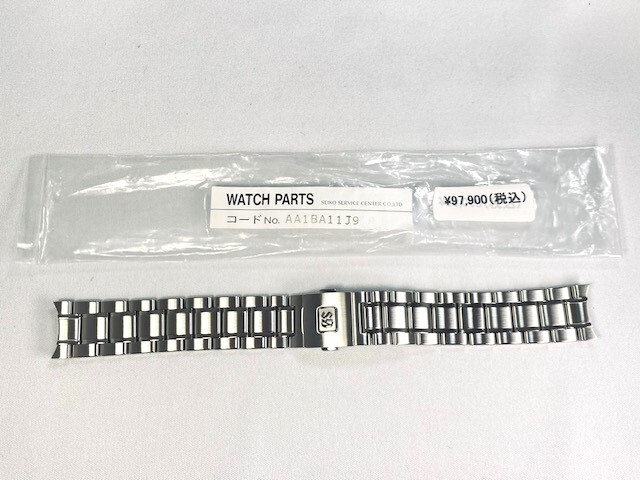 WATCH PARTS
SEIKO SERVICE CENTER CO.,LTD.
コードNo. AA1BA11J9
¥97,900(税込)
GS